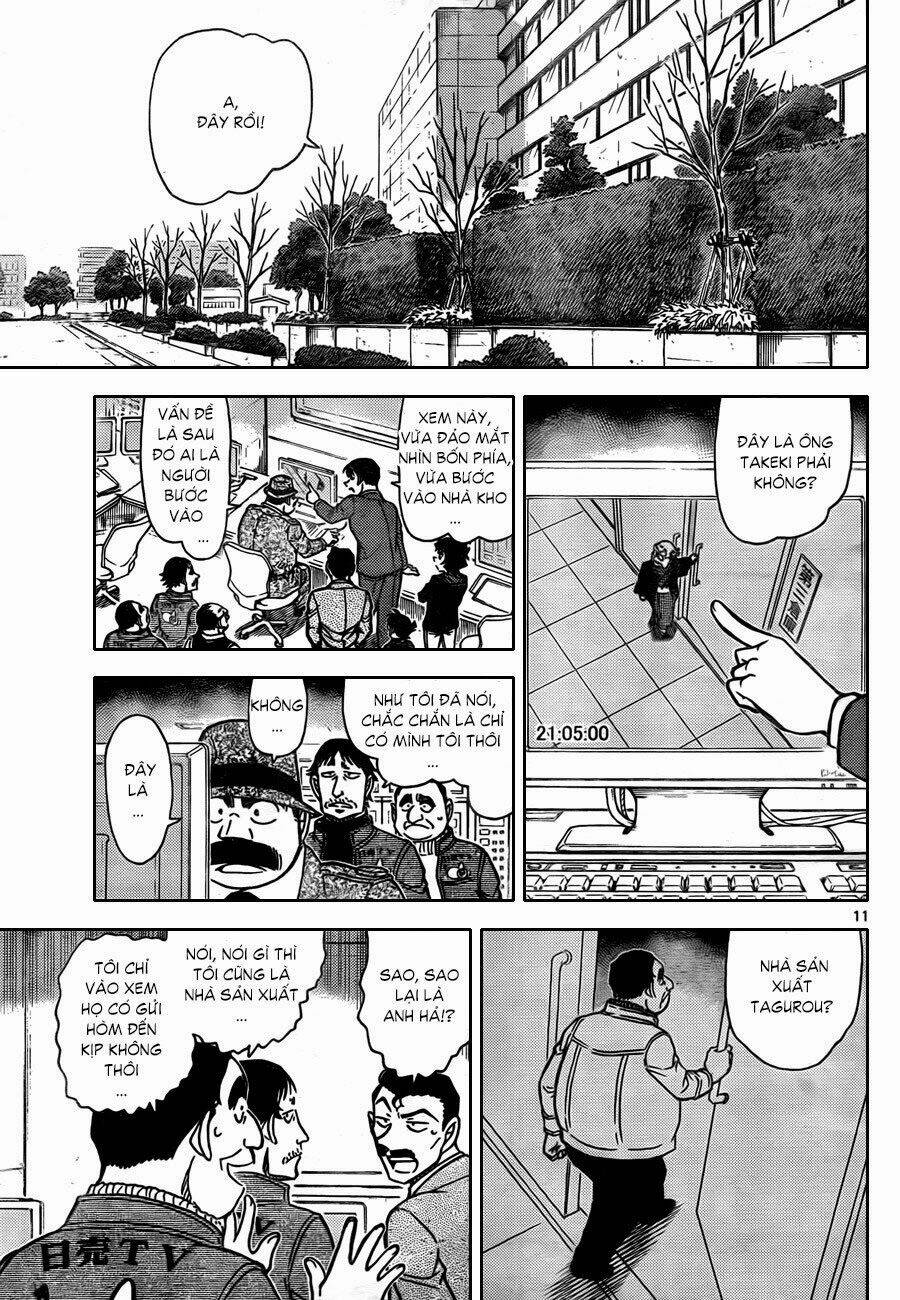 A,
ĐÂY RỒI!
ĐÂY LÀ ÔNG
TAKEKI PHẢI
KHÔNG?
21:05:00
XEM NÀY,
VỪA ĐẢO MẮT
NHÌN BỐN PHÍA,
VỪA BƯỚC
VÀO NHÀ KHO
...
VẤN ĐỀ
LÀ SAU
ĐÓ AI LÀ
NGƯỜI
BƯỚC
VÀO
...
NHƯ TÔI ĐÃ NÓI,
CHẮC CHẮN LÀ CHỈ
CÓ MÌNH TÔI THÔI
...
KHÔNG
...
ĐÂY
LÀ
...
11
NHÀ SẢN
XUẤT
TAGUROU?
SAO, SAO
LẠI LÀ
ANH HẢ!?
NÓI, NÓI GÌ THÌ
TÔI CŨNG LÀ
NHÀ SẢN XUẤT
...
TÔI CHỈ
VÀO XEM
HỌ CÓ GỬI
HÒM ĐẾN
KỊP KHÔNG
THÔI
...
日売TV